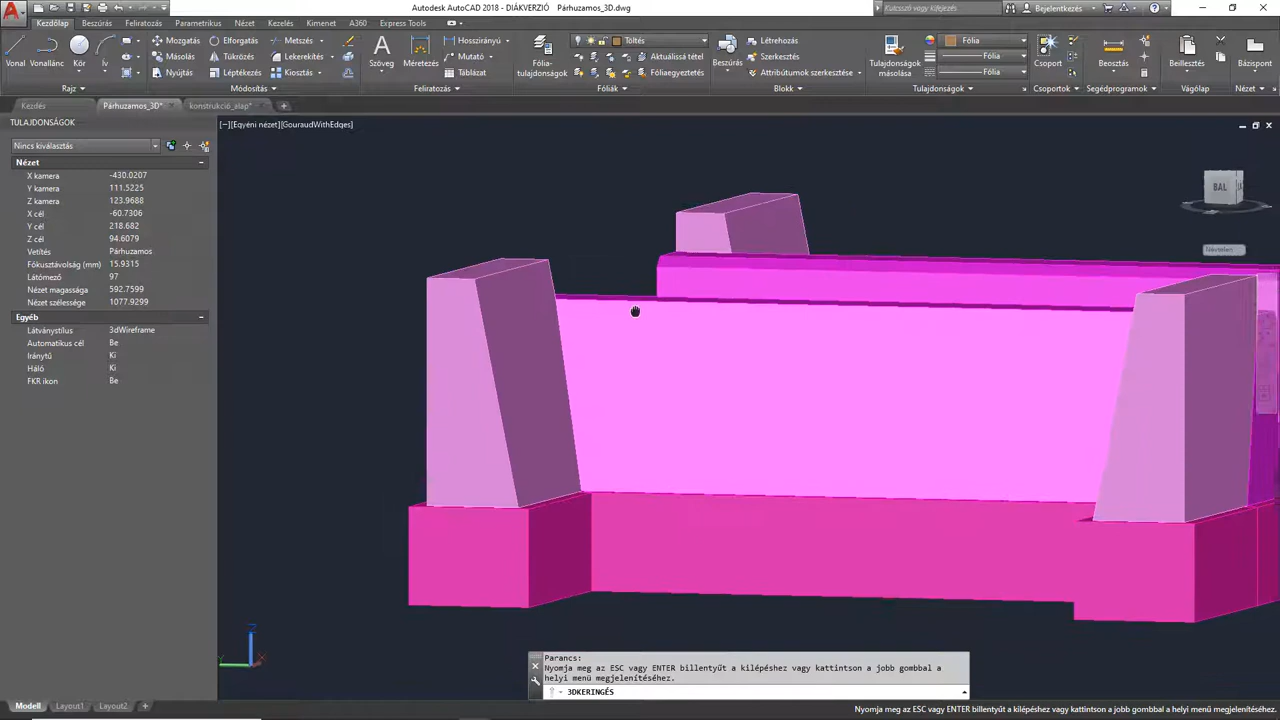 Autodesk AutoCAD 2018 - DIÁKVERZIÓ Párhuzamos_3D.dwg
Kulcsszó vagy kifejezés
Bejelentkezés
Kezdőlap Beszúrás Feliratozás Parametrikus Nézet Kezelés Kimenet A360 Express Tools
Vonal Vonallánc Kör Ív
Mozgatás Elforgatás Metszés
Másolás Tükrözés Lekerekítés
Nyújtás Léptékezés Kiosztás
Szöveg Méretezés
Hosszirányú
Mutató
Táblázat
Fólia-tulajdonságok
Töltés
Aktuálissá tétel
Fóliaegyeztetés
Beszúrás
Létrehozás
Szerkesztés
Attribútumok szerkesztése
Tulajdonságok másolása
Fólia
Fólia
Fólia
Csoport Beosztás Beillesztés Bázispont
Rajz Módosítás Feliratozás Fóliák Blokk Tulajdonságok Csoportok Segédprogramok Vágólap Nézet
Kezdés Párhuzamos_3D* konstrukció_alap*
TULAJDONSÁGOK
[−][Egyéni nézet][GouraudWithEdges]
Nincs kiválasztás
Nézet
X kamera -430.0207
Y kamera 111.5225
Z kamera 123.9688
X cél -60.7306
Y cél 218.682
Z cél 94.6079
Vetítés Párhuzamos
Fókusztávolság (mm) 15.9315
Látómező 97
Nézet magassága 592.7599
Nézet szélessége 1077.9299
Egyéb
Látványstílus 3dWireframe
Automatikus cél Be
Iránytű Ki
Háló Ki
FKR ikon Be
BAL
Névtelen
Z
Y X
Parancs:
Nyomja meg az ESC vagy ENTER billentyűt a kilépéshez vagy kattintson a jobb gombbal a
helyi menü megjelenítéséhez.
- 3DKERINGÉS
Modell Layout1 Layout2 +
Nyomja meg az ESC vagy ENTER billentyűt a kilépéshez vagy kattintson a jobb gombbal a helyi menü megjelenítéséhez.